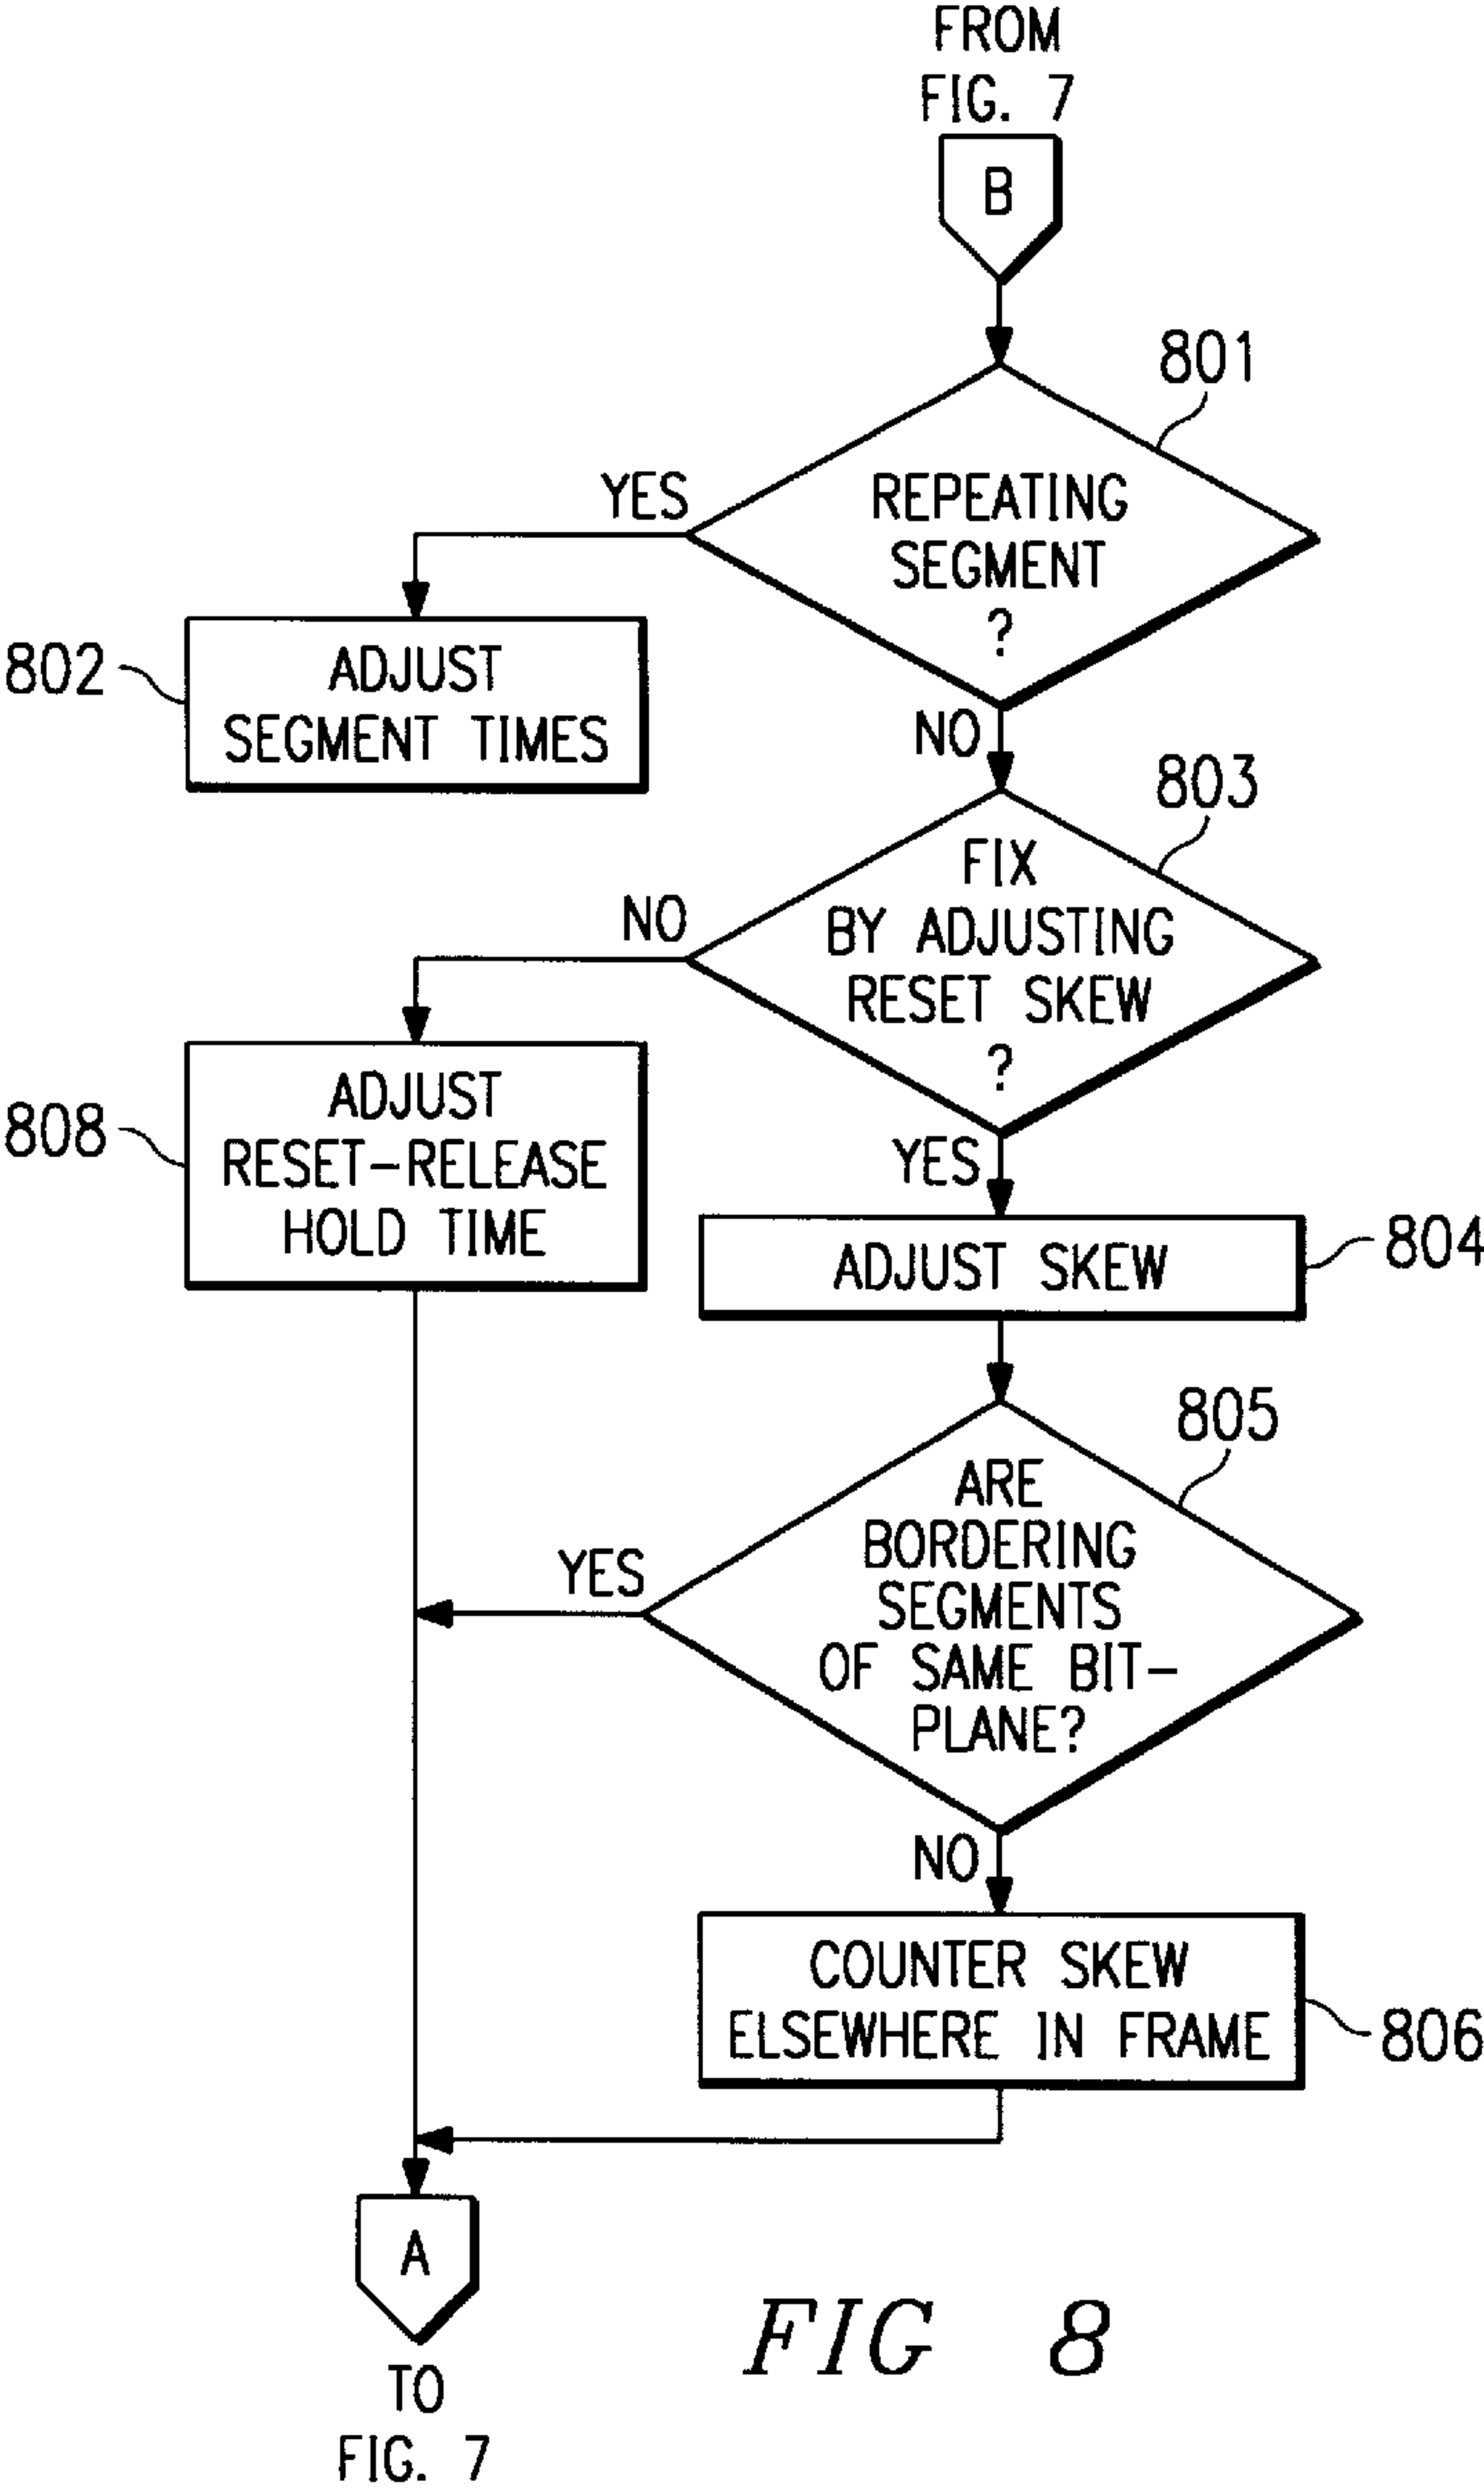 FROM
FIG. 7
B
801
REPEATING
SEGMENT
?
YES
NO
802
ADJUST
SEGMENT TIMES
803
FIX
BY ADJUSTING
RESET SKEW
?
NO
YES
808
ADJUST
RESET-RELEASE
HOLD TIME
ADJUST SKEW
804
805
ARE
BORDERING
SEGMENTS
OF SAME BIT-
PLANE?
YES
NO
COUNTER SKEW
ELSEWHERE IN FRAME
806
A
TO
FIG. 7
FIG 8